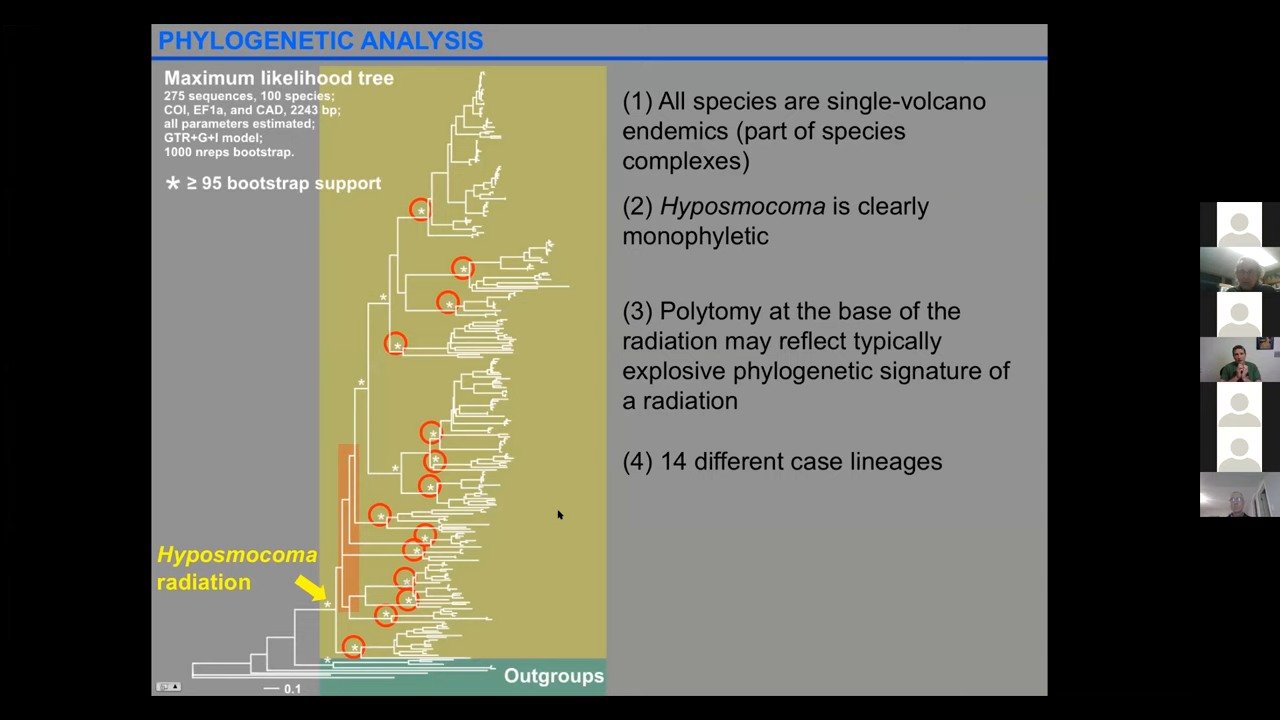 PHYLOGENETIC ANALYSIS
Maximum likelihood tree
275 sequences, 100 species;
COI, EF1a, and CAD, 2243 bp;
all parameters estimated;
GTR+G+I model;
1000 nreps bootstrap.
* ≥ 95 bootstrap support
Hyposmocoma
radiation
0.1
Outgroups
(1) All species are single-volcano
endemics (part of species
complexes)
(2) Hyposmocoma is clearly
monophyletic
(3) Polytomy at the base of the
radiation may reflect typically
explosive phylogenetic signature of
a radiation
(4) 14 different case lineages